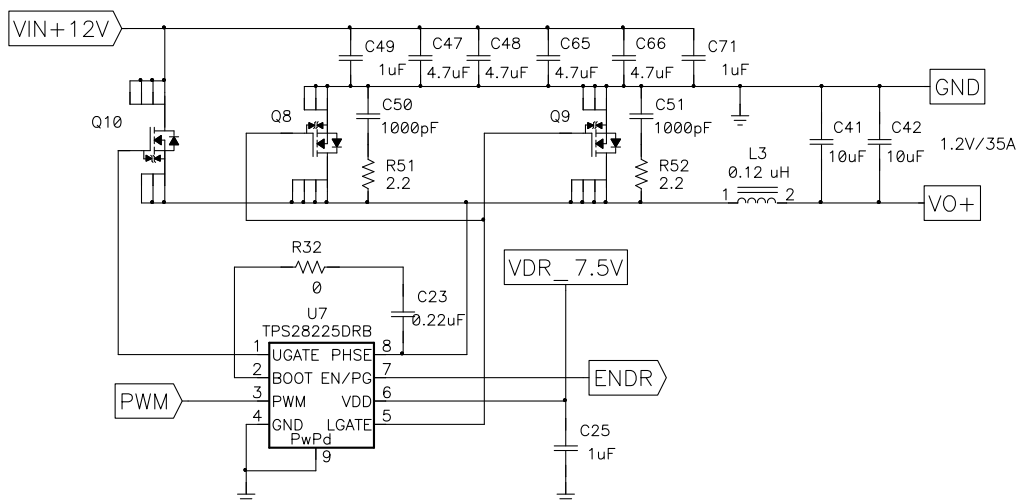 VIN+12V
C49
1uF
C47
4.7uF
C48
4.7uF
C65
4.7uF
C66
4.7uF
C71
1uF
GND
Q10
Q8
C50
1000pF
R51
2.2
Q9
C51
1000pF
R52
2.2
C41
10uF
C42
10uF
1.2V/35A
L3
0.12 uH
1
2
VO+
R32
0
C23
0.22uF
VDR_ 7.5V
U7
TPS28225DRB
1
UGATE
PHSE
8
2
BOOT
EN/PG
7
ENDR
PWM
3
PWM
VDD
6
4
GND
LGATE
5
PwPd
9
C25
1uF